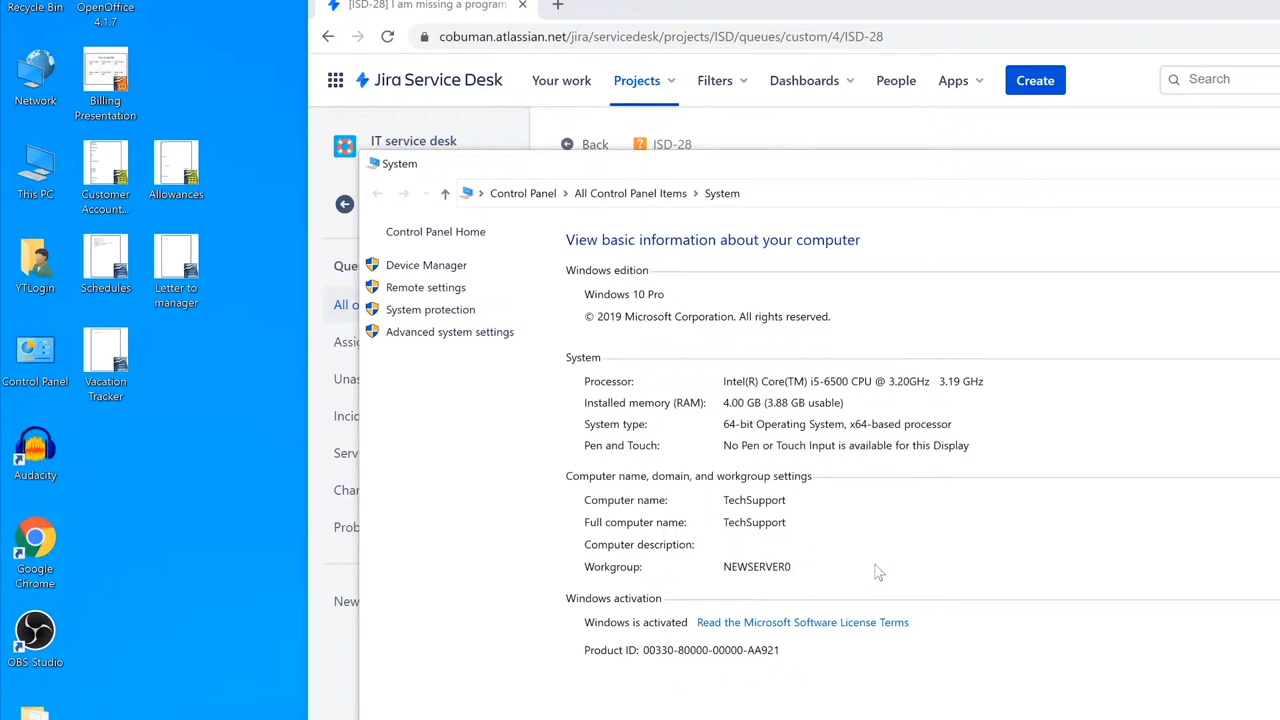 Recycle Bin
OpenOffice
4.1.7
Network
Billing
Presentation
This PC
Customer
Account...
Allowances
YTLogin
Schedules
Letter to
manager
Control Panel
Vacation
Tracker
Audacity
Google
Chrome
OBS Studio
[ISD-28] I am missing a program
cobuman.atlassian.net/jira/servicedesk/projects/ISD/queues/custom/4/ISD-28
Jira Service Desk Your work Projects Filters Dashboards People Apps Create Search
IT service desk
Back ISD-28
Que
All o
Assi
Una
Inci
Serv
Cha
Prob
New
System
Control Panel > All Control Panel Items > System
Control Panel Home
Device Manager
Remote settings
System protection
Advanced system settings
View basic information about your computer
Windows edition
Windows 10 Pro
© 2019 Microsoft Corporation. All rights reserved.
System
Processor: Intel(R) Core(TM) i5-6500 CPU @ 3.20GHz 3.19 GHz
Installed memory (RAM): 4.00 GB (3.88 GB usable)
System type: 64-bit Operating System, x64-based processor
Pen and Touch: No Pen or Touch Input is available for this Display
Computer name, domain, and workgroup settings
Computer name: TechSupport
Full computer name: TechSupport
Computer description:
Workgroup: NEWSERVER0
Windows activation
Windows is activated Read the Microsoft Software License Terms
Product ID: 00330-80000-00000-AA921